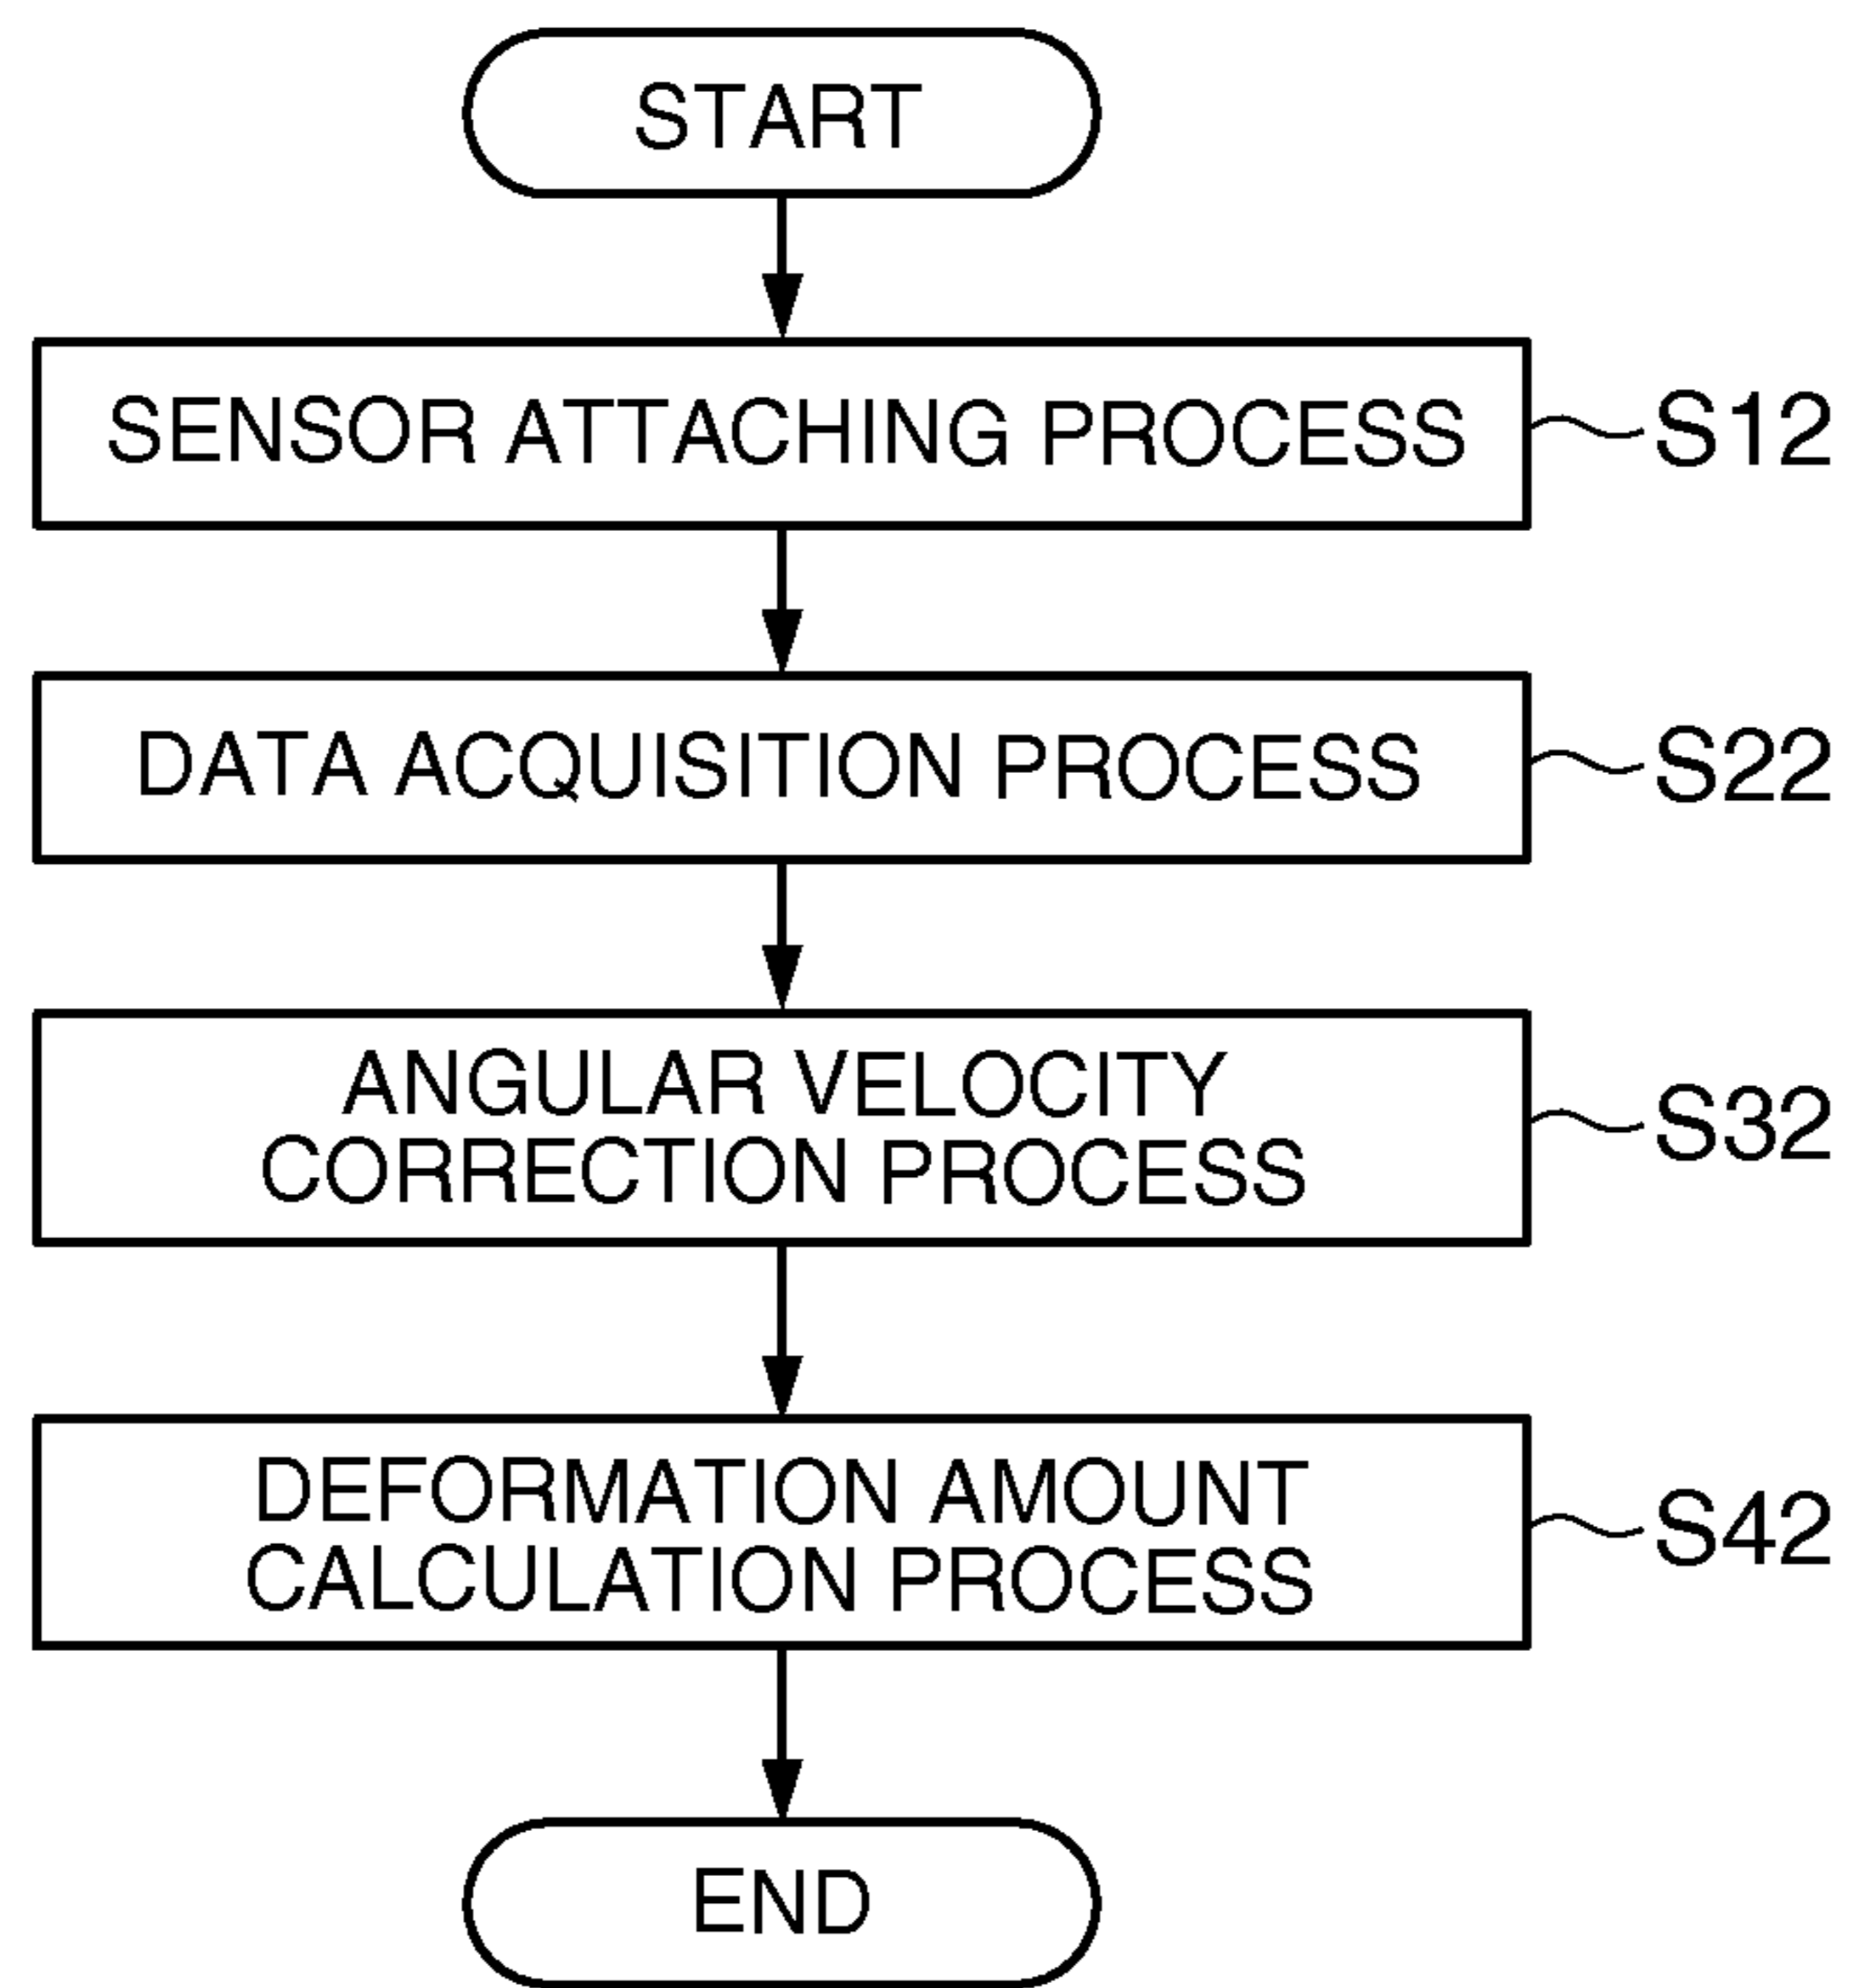 START
SENSOR ATTACHING PROCESS
S12
DATA ACQUISITION PROCESS
S22
ANGULAR VELOCITY
CORRECTION PROCESS
S32
DEFORMATION AMOUNT
CALCULATION PROCESS
S42
END